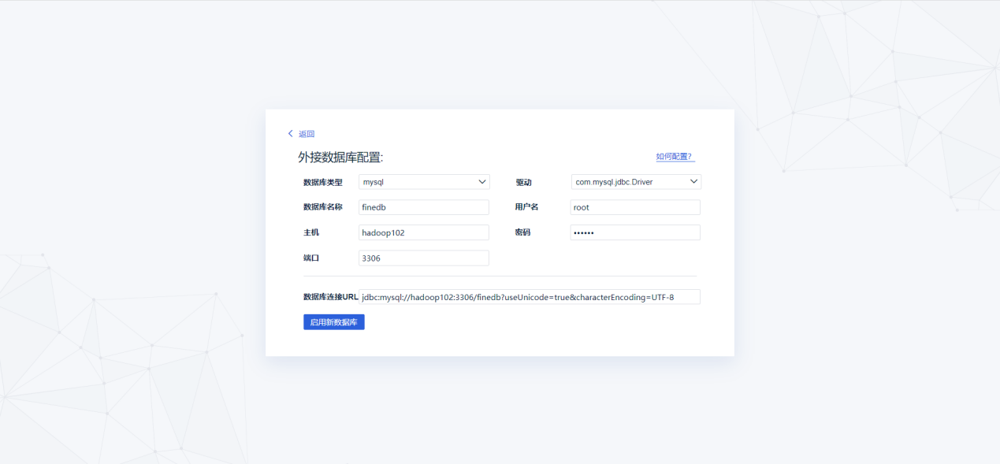 返回
外接数据库配置: 如何配置?
数据库类型 mysql 驱动 com.mysql.jdbc.Driver
数据库名称 finedb 用户名 root
主机 hadoop102 密码 ••••••
端口 3306
数据库连接URL jdbc:mysql://hadoop102:3306/finedb?useUnicode=true&characterEncoding=UTF-8
启用新数据库